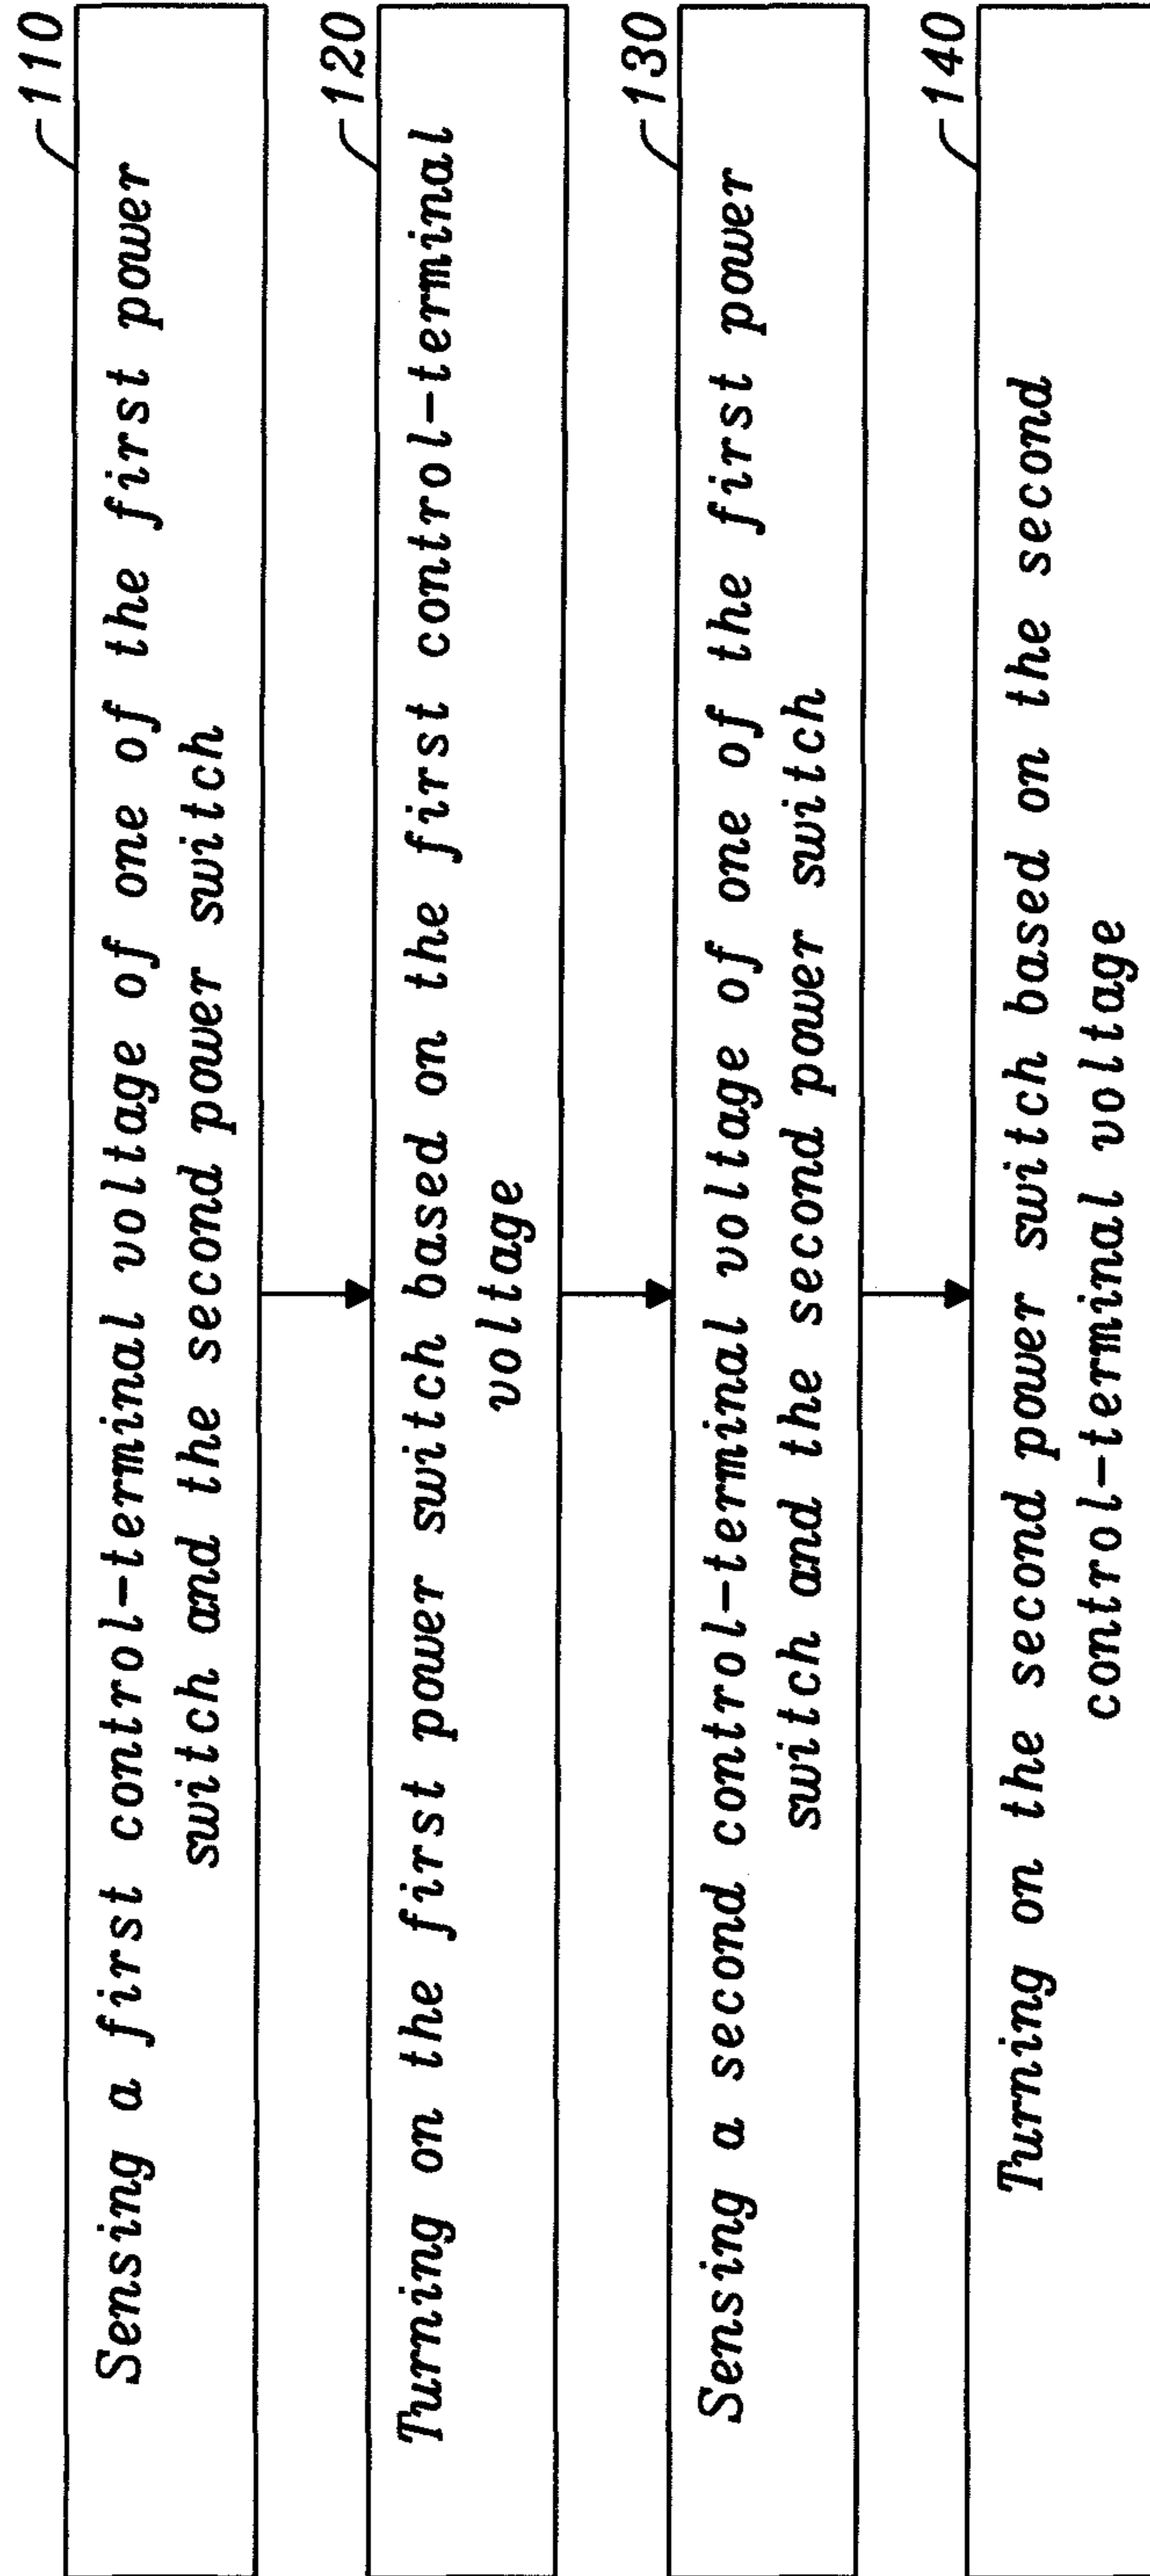 110
Sensing a first control-terminal voltage of one of the first power
switch and the second power switch
120
Turning on the first power switch based on the first control-terminal
voltage
130
Sensing a second control-terminal voltage of one of the first power
switch and the second power switch
140
Turning on the second power switch based on the second
control-terminal voltage